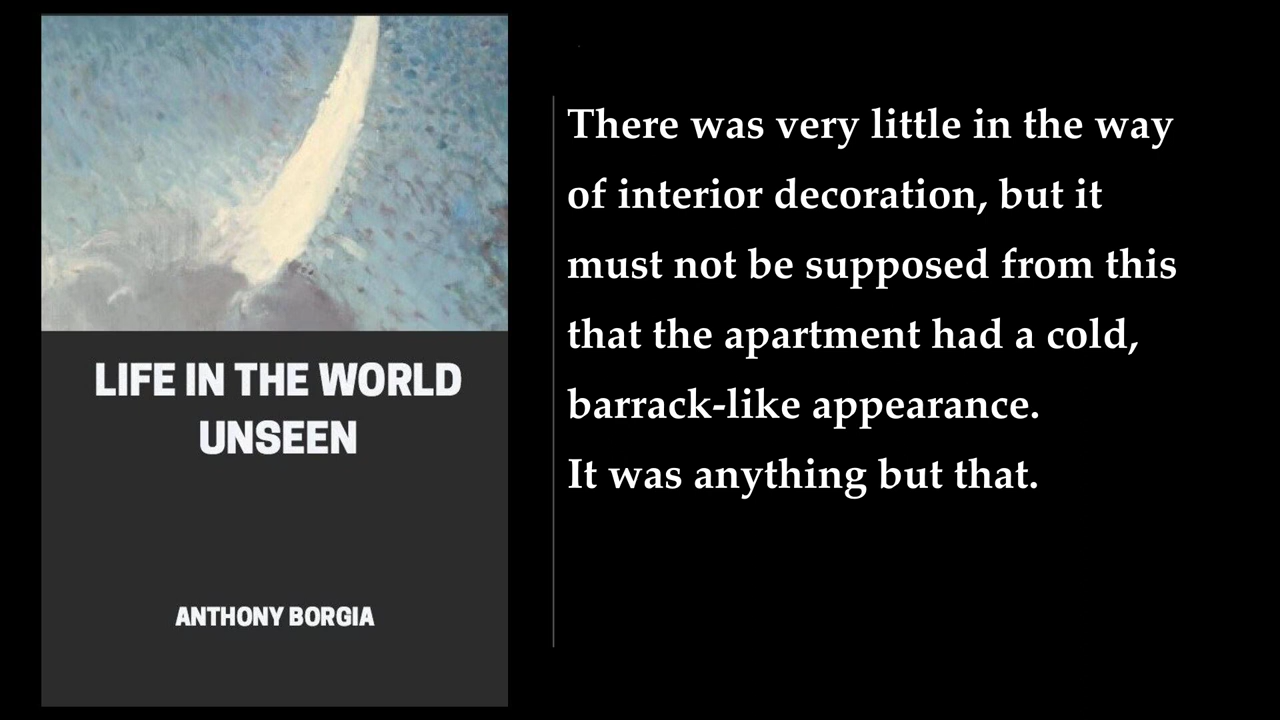 LIFE IN THE WORLD
UNSEEN
ANTHONY BORGIA
There was very little in the way
of interior decoration, but it
must not be supposed from this
that the apartment had a cold,
barrack-like appearance.
It was anything but that.